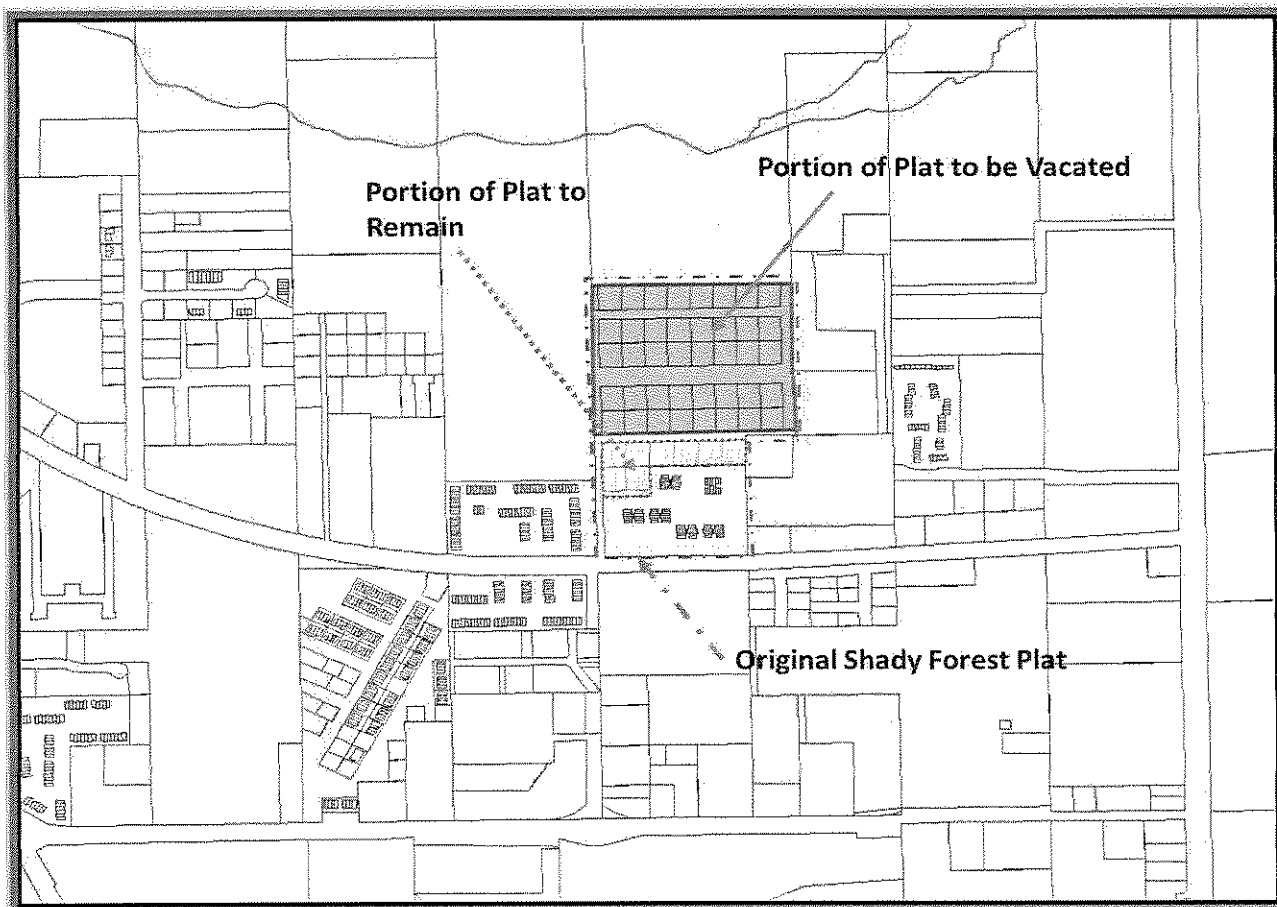 Portion of Plat to be Vacated
Portion of Plat to
Remain
Original Shady Forest Plat